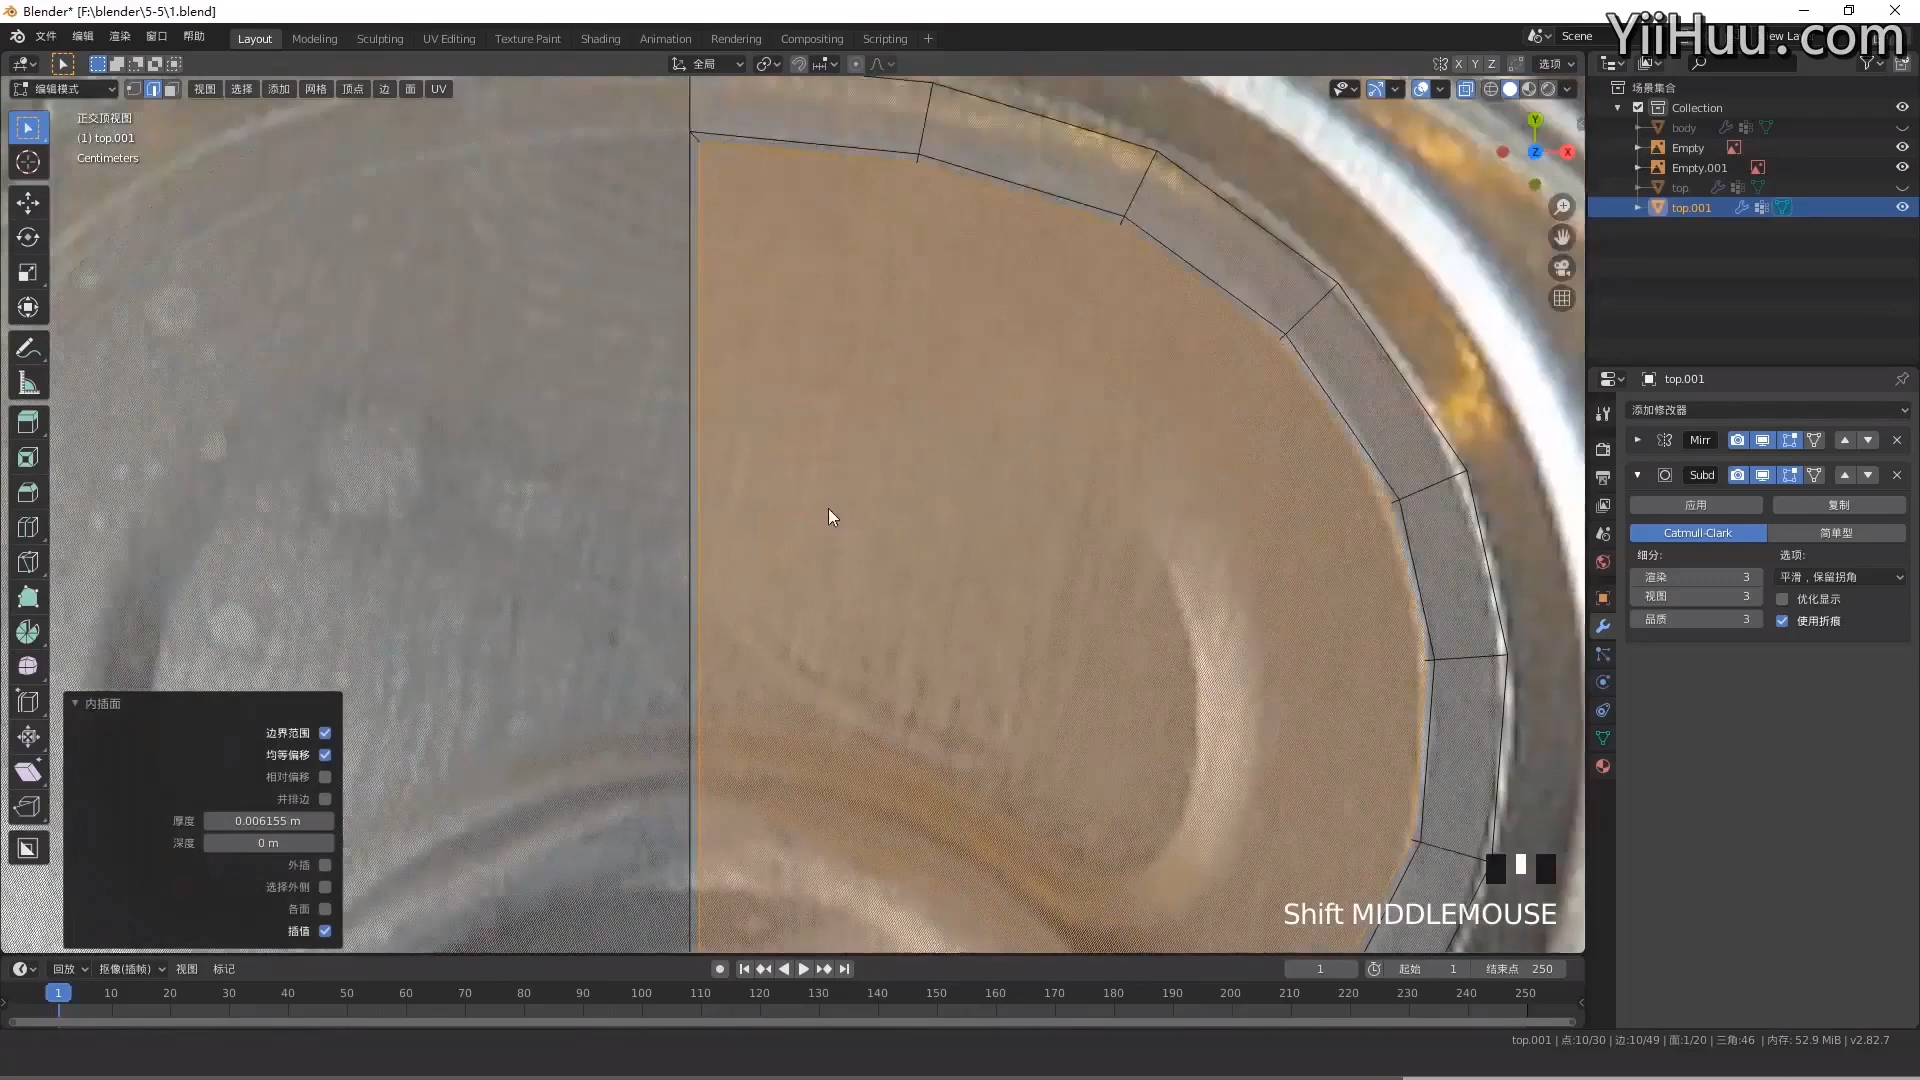 Blender* [F:\blender\5-5\1.blend]
YiiHuu.com
文件 编辑 渲染 窗口 帮助 Layout Modeling Sculpting UV Editing Texture Paint Shading Animation Rendering Compositing Scripting + Scene View Layer
全局 X Y Z 选项
编辑模式 视图 选择 添加 网格 顶点 边 面 UV
正交顶视图
(1) top.001
Centimeters
Y
Z
X
场景集合
Collection
body
Empty
Empty.001
top
top.001
top.001
添加修改器
Mirr
Subd
应用 复制
Catmull-Clark 简单型
细分: 选项:
渲染 3 平滑，保留拐角
视图 3 优化显示
品质 3 使用折痕
内插面
边界范围
均等偏移
相对偏移
并排边
厚度 0.006155 m
深度 0 m
外插
选择外侧
各面
插值
Shift MIDDLEMOUSE
回放 抠像(插帧) 视图 标记 1 起始 1 结束点 250
1 10 20 30 40 50 60 70 80 90 100 110 120 130 140 150 160 170 180 190 200 210 220 230 240 250
top.001 | 点:10/30 | 边:10/49 | 面:1/20 | 三角:46 | 内存: 52.9 MiB | v2.82.7